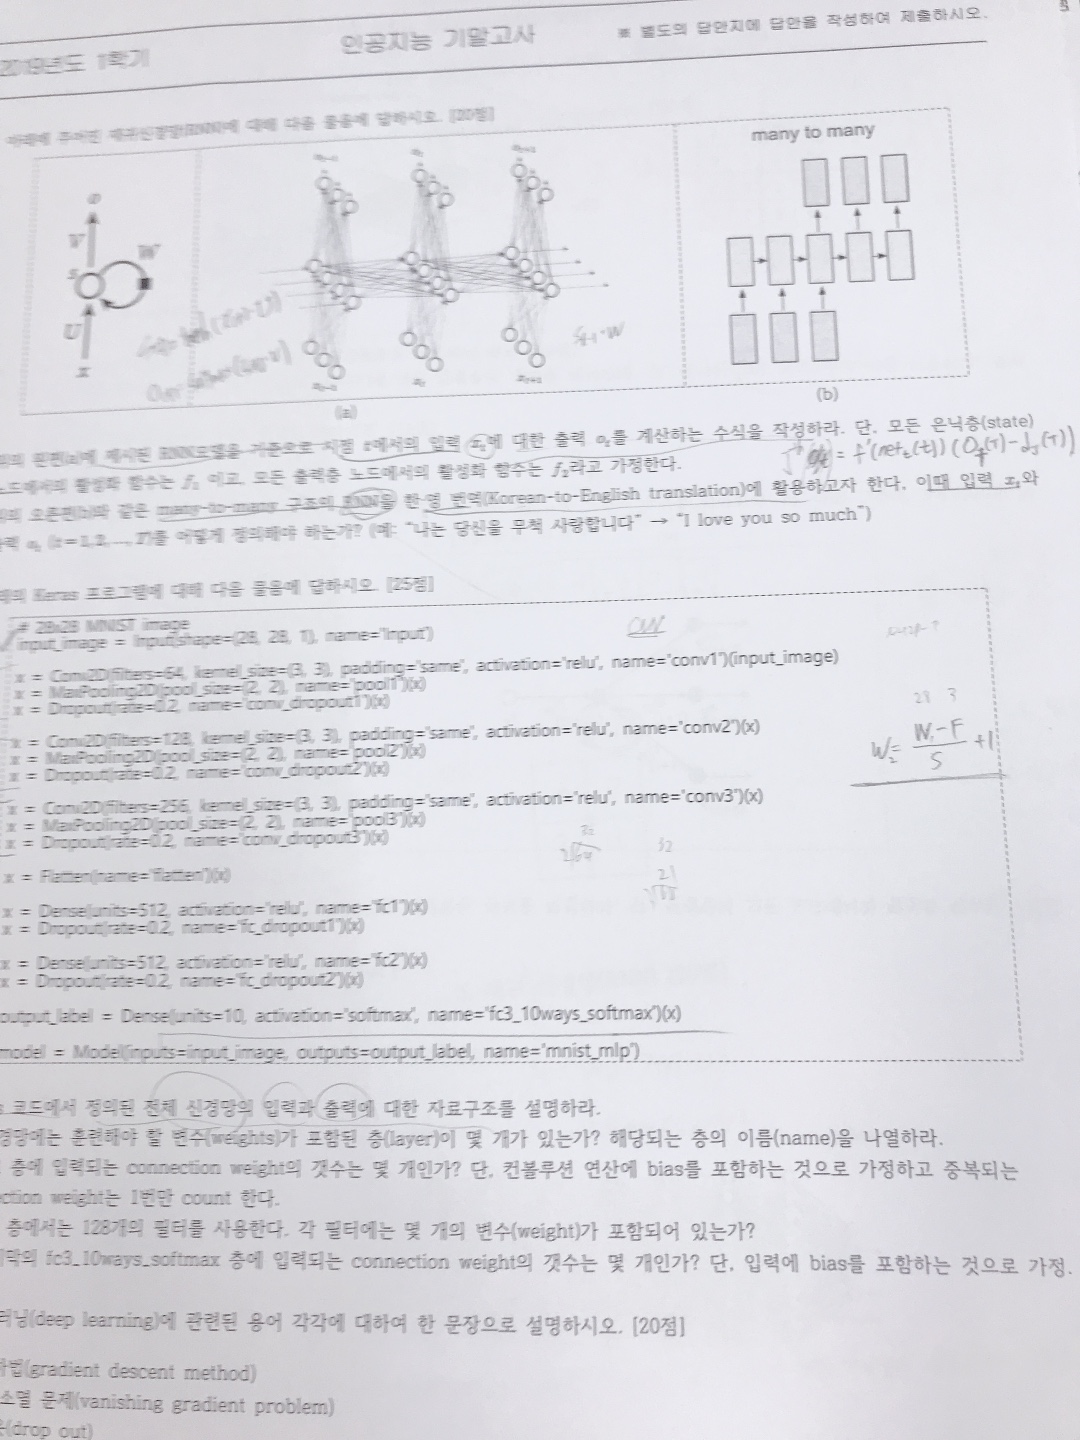 2019년도 1학기
인공지능 기말고사
※ 별도의 답안지에 답안을 작성하여 제출하시오.
아래에 주어진 대해 다음 물음에 답하시오. [20점]
many to many
V
W
S
U
x
(a)
(b)
제시된 RNN모델을 기준으로 시점 t에서의 입력 xₜ에 대한 출력 oₜ를 계산하는 수식을 작성하라. 단, 모든 은닉층(state)
노드에서의 활성화 함수는 f₁ 이고, 모든 출력층 노드에서의 활성화 함수는 f₂라고 가정한다.
오른편(b)와 같은 many-to-many 구조의 RNN을 한-영 번역(Korean-to-English translation)에 활용하고자 한다. 이때 입력 xₜ와
oₜ (t=1,2,...,T)를 어떻게 정의해야 하는가? (예: "나는 당신을 무척 사랑합니다" → "I love you so much")
Keras 프로그램에 대해 다음 물음에 답하시오. [25점]
# 28x28 MNIST image
input_image = Input(shape=(28, 28, 1), name='input')
CNN
x = Conv2D(filters=64, kernel_size=(3, 3), padding='same', activation='relu', name='conv1')(input_image)
x = MaxPooling2D(pool_size=(2, 2), name='pool1')(x)
x = Dropout(rate=0.2, name='conv_dropout1')(x)
28 3
x = Conv2D(filters=128, kernel_size=(3, 3), padding='same', activation='relu', name='conv2')(x)
x = MaxPooling2D(pool_size=(2, 2), name='pool2')(x)
x = Dropout(rate=0.2, name='conv_dropout2')(x)
W₂ = (W₁-F)/S +1
x = Conv2D(filters=256, kernel_size=(3, 3), padding='same', activation='relu', name='conv3')(x)
x = MaxPooling2D(pool_size=(2, 2), name='pool3')(x)
x = Dropout(rate=0.2, name='conv_dropout3')(x)
x = Flatten(name='flatten')(x)
x = Dense(units=512, activation='relu', name='fc1')(x)
x = Dropout(rate=0.2, name='fc_dropout1')(x)
x = Dense(units=512, activation='relu', name='fc2')(x)
x = Dropout(rate=0.2, name='fc_dropout2')(x)
output_label = Dense(units=10, activation='softmax', name='fc3_10ways_softmax')(x)
model = Model(inputs=input_image, outputs=output_label, name='mnist_mlp')
코드에서 정의된 전체 신경망의 입력과 출력에 대한 자료구조를 설명하라.
경망에는 훈련해야 할 변수(weights)가 포함된 층(layer)이 몇 개가 있는가? 해당되는 층의 이름(name)을 나열하라.
층에 입력되는 connection weight의 갯수는 몇 개인가? 단, 컨볼루션 연산에 bias를 포함하는 것으로 가정하고 중복되는
ction weight는 1번만 count 한다.
층에서는 128개의 필터를 사용한다. 각 필터에는 몇 개의 변수(weight)가 포함되어 있는가?
막의 fc3_10ways_softmax 층에 입력되는 connection weight의 갯수는 몇 개인가? 단, 입력에 bias를 포함하는 것으로 가정.
러닝(deep learning)에 관련된 용어 각각에 대하여 한 문장으로 설명하시오. [20점]
(gradient descent method)
소멸 문제(vanishing gradient problem)
(drop out)